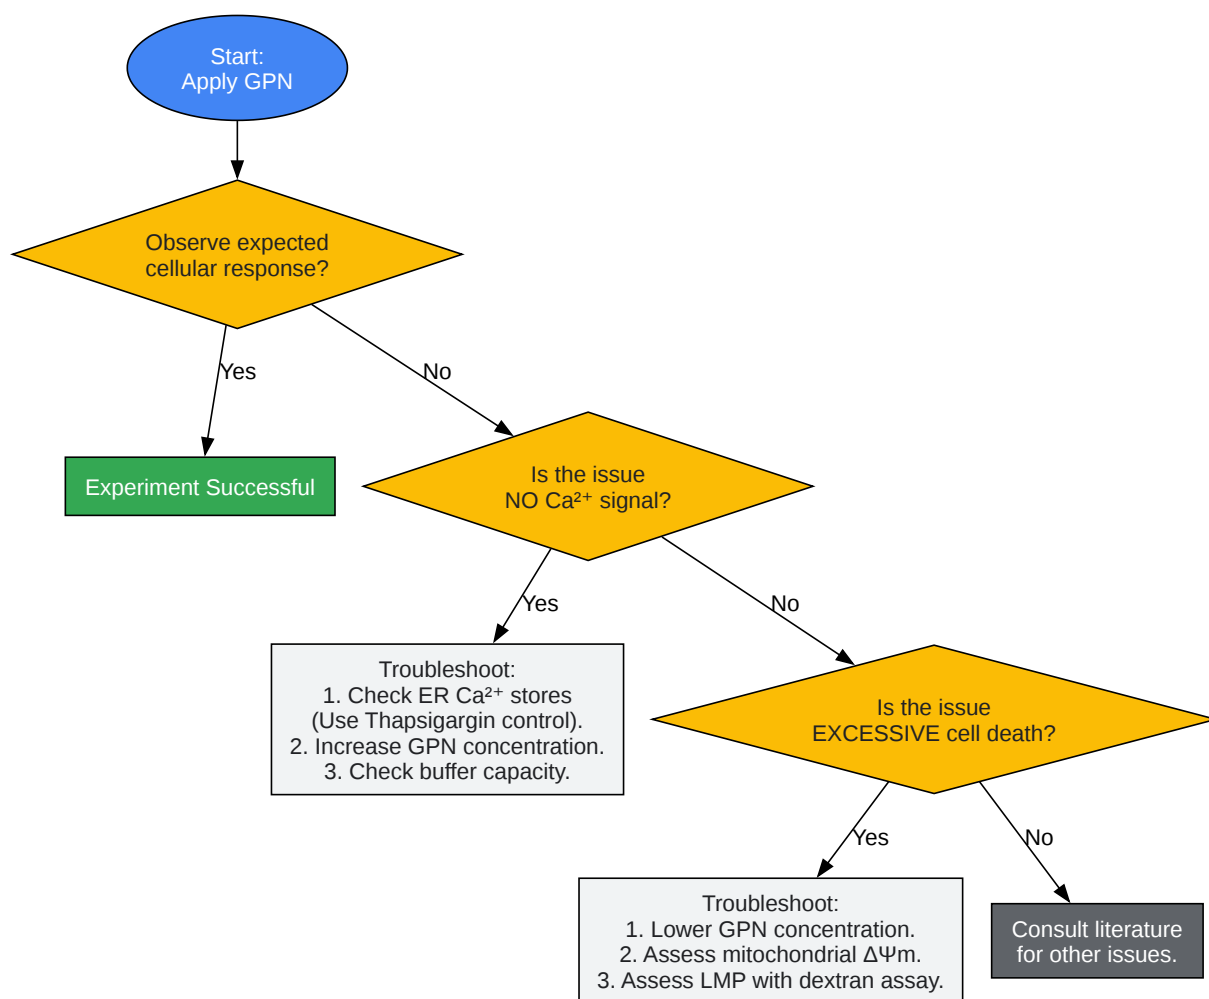 Start:
Apply GPN
Observe expected
cellular response?
Yes
No
Experiment Successful
Is the issue
NO Ca²⁺ signal?
Yes
No
Troubleshoot:
1. Check ER Ca²⁺ stores
(Use Thapsigargin control).
2. Increase GPN concentration.
3. Check buffer capacity.
Is the issue
EXCESSIVE cell death?
Yes
No
Troubleshoot:
1. Lower GPN concentration.
2. Assess mitochondrial ΔΨm.
3. Assess LMP with dextran assay.
Consult literature
for other issues.